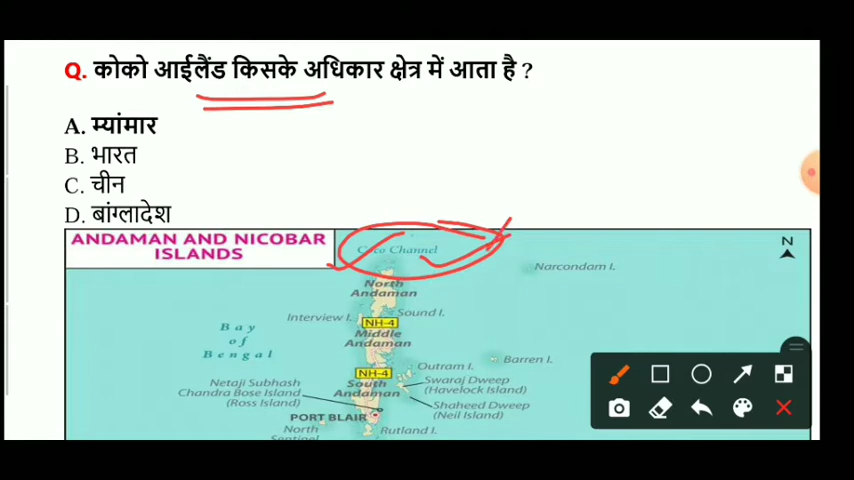 Q. कोको आईलैंड किसके अधिकार क्षेत्र में आता है ?
A. म्यांमार
B. भारत
C. चीन
D. बांग्लादेश
ANDAMAN AND NICOBAR
ISLANDS
Coco Channel
N
Narcondam I.
North
Andaman
Interview I.
Sound I.
NH-4
Middle
Andaman
Bay
of
Bengal
Barren I.
Outram I.
NH-4
South
Andaman
Swaraj Dweep
(Havelock Island)
Netaji Subhash
Chandra Bose Island
(Ross Island)
Shaheed Dweep
(Neil Island)
PORT BLAIR
Rutland I.
North
Sentinel